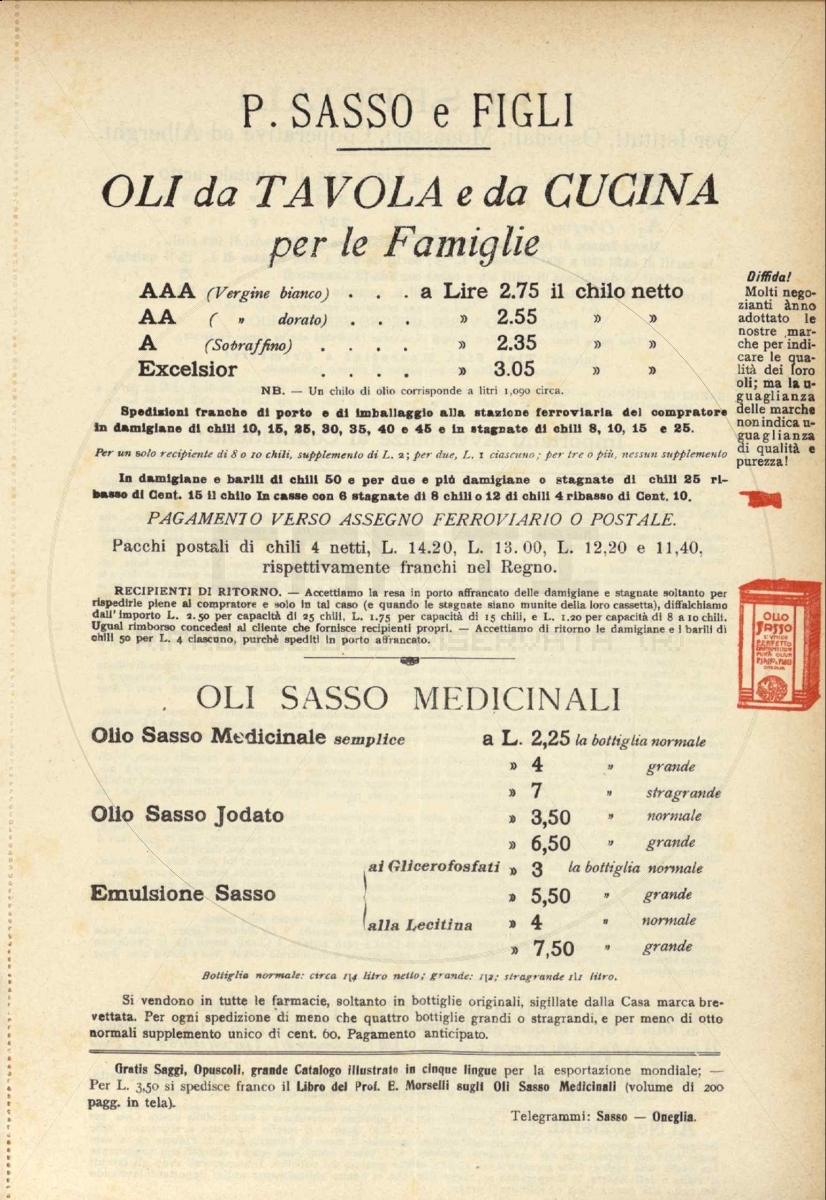 P. SASSO e FIGLI
OLI da TAVOLA e da CUCINA
per le Famiglie
AAA (Vergine bianco) . . . a Lire 2.75 il chilo netto
AA ( „ dorato) . . . » 2.55 » »
A (Sobraffino) . . . . » 2.35 » »
Excelsior . . . . » 3.05 » »
NB. — Un chilo di olio corrisponde a litri 1,090 circa.
Spedizioni franche di porto e di imballaggio alla stazione ferroviaria del compratore
in damigiane di chili 10, 15, 25, 30, 35, 40 e 45 e in stagnate di chili 8, 10, 15 e 25.
Per un solo recipiente di 8 o 10 chili, supplemento di L. 2; per due, L. 1 ciascuno; per tre o più, nessun supplemento
In damigiane e barili di chili 50 e per due e più damigiane o stagnate di chili 25 ri-
basso di Cent. 15 il chilo In casse con 6 stagnate di 8 chili o 12 di chili 4 ribasso di Cent. 10.
PAGAMENTO VERSO ASSEGNO FERROVIARIO O POSTALE.
Pacchi postali di chili 4 netti, L. 14.20, L. 13.00, L. 12,20 e 11,40,
rispettivamente franchi nel Regno.
RECIPIENTI DI RITORNO. — Accettiamo la resa in porto affrancato delle damigiane e stagnate soltanto per
rispedirle piene al compratore e solo in tal caso (e quando le stagnate siano munite della loro cassetta), diffalchiamo
dall'importo L. 2.50 per capacità di 25 chili, L. 1.75 per capacità di 15 chili, e L. 1.20 per capacità di 8 a 10 chili.
Ugual rimborso concedesi al cliente che fornisce recipienti propri. — Accettiamo di ritorno le damigiane e i barili di
chili 50 per L. 4 ciascuno, purchè spediti in porto affrancato.
Diffida!
Molti nego-
zianti ànno
adottato le
nostre mar-
che per indi-
care le qua-
lità dei loro
oli; ma la u-
guaglianza
delle marche
non indica u-
guaglianza
di qualità e
purezza!
OLIO
SASSO
OLI SASSO MEDICINALI
Olio Sasso Medicinale semplice a L. 2,25 la bottiglia normale
» 4 „ grande
» 7 „ stragrande
Olio Sasso Jodato » 3,50 „ normale
» 6,50 „ grande
ai Glicerofosfati » 3 la bottiglia normale
Emulsione Sasso » 5,50 „ grande
alla Lecitina » 4 „ normale
» 7,50 „ grande
Bottiglia normale: circa 1|4 litro netto; grande: 1|2; stragrande 1|1 litro.
Si vendono in tutte le farmacie, soltanto in bottiglie originali, sigillate dalla Casa marca bre-
vettata. Per ogni spedizione di meno che quattro bottiglie grandi o stragrandi, e per meno di otto
normali supplemento unico di cent. 60. Pagamento anticipato.
Gratis Saggi, Opuscoli, grande Catalogo illustrato in cinque lingue per la esportazione mondiale; —
Per L. 3,50 si spedisce franco il Libro del Prof. E. Morselli sugli Oli Sasso Medicinali (volume di 200
pagg. in tela).
Telegrammi: Sasso — Oneglia.